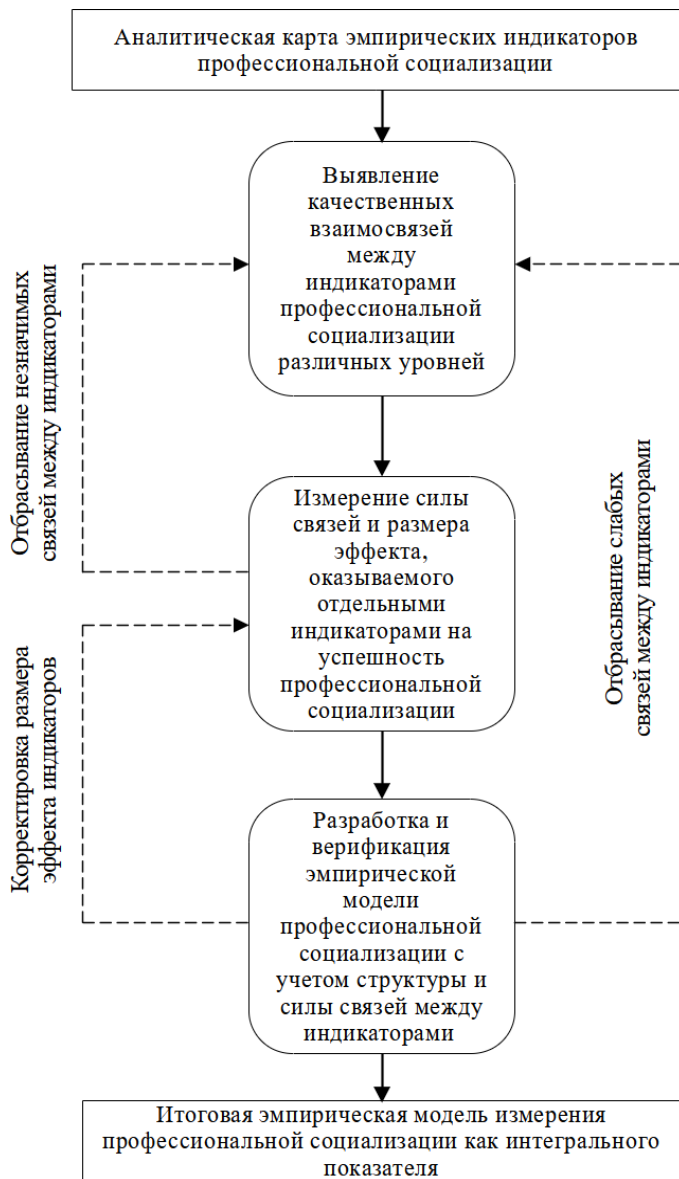 Аналитическая карта эмпирических индикаторов
профессиональной социализации
Выявление
качественных
взаимосвязей
между
индикаторами
профессиональной
социализации
различных уровней
Отбрасывание незначимых
связей между индикаторами
Измерение силы
связей и размера
эффекта,
оказываемого
отдельными
индикаторами на
успешность
профессиональной
социализации
Отбрасывание слабых
связей между индикаторами
Корректировка размера
эффекта индикаторов
Разработка и
верификация
эмпирической
модели
профессиональной
социализации с
учетом структуры и
силы связей между
индикаторами
Итоговая эмпирическая модель измерения
профессиональной социализации как интегрального
показателя